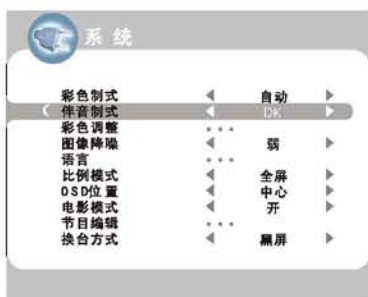 系统
彩色制式 自动
伴音制式 DK
彩色调整 ...
图像降噪 弱
语言 ...
比例模式 全屏
OSD位置 中心
电影模式 开
节目编辑 ...
换台方式 黑屏